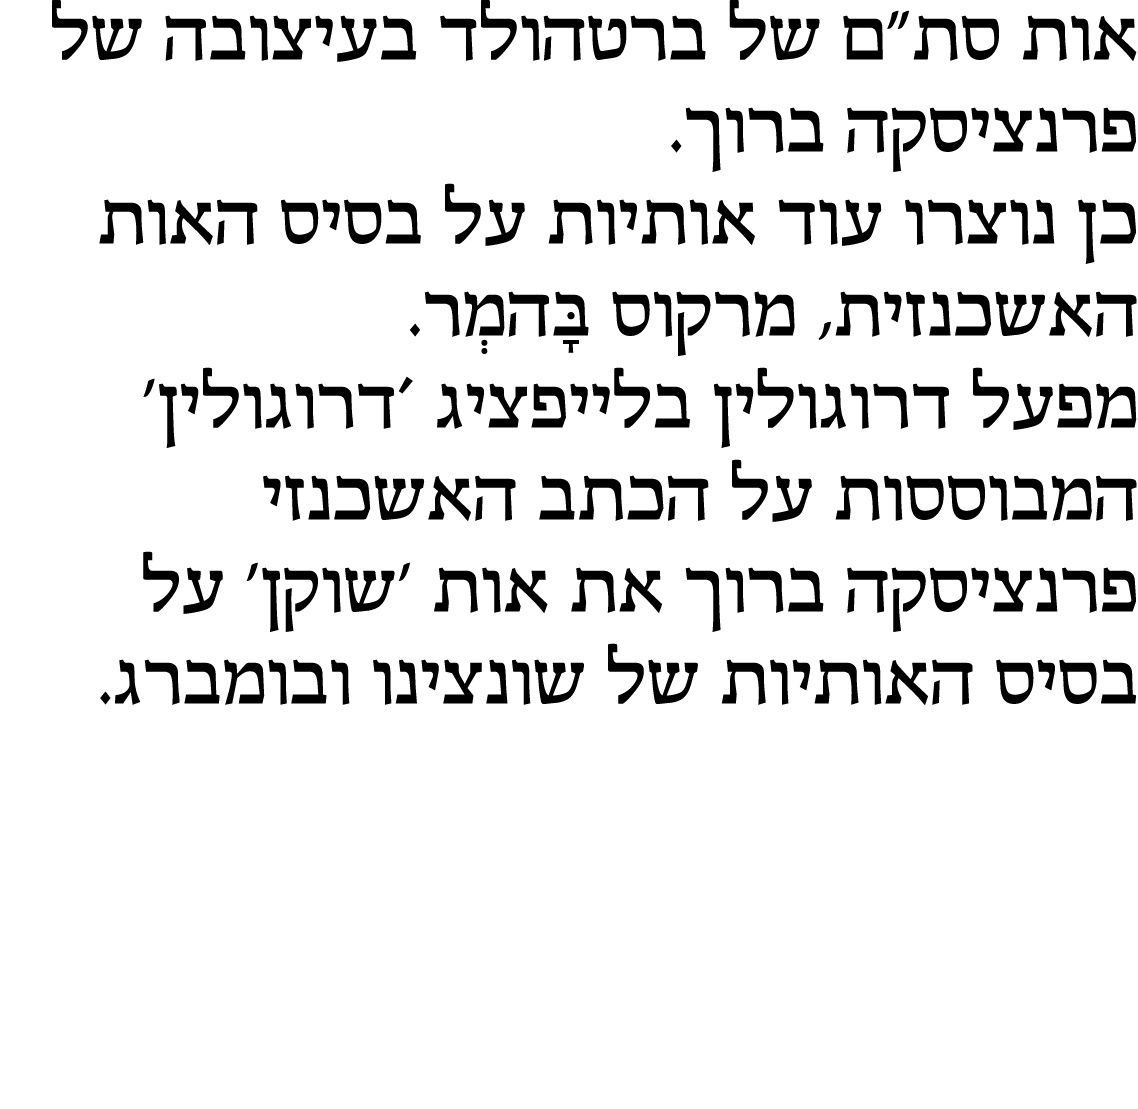 אות סת״ם של ברטהולד בעיצובה של
פרנציסקה ברוך.
כן נוצרו עוד אותיות על בסיס האות
האשכנזית, מרקוס בָּהמְר.
מפעל דרוגולין בלייפציג ׳דרוגולין׳
המבוססות על הכתב האשכנזי
פרנציסקה ברוך את אות ׳שוקן׳ על
בסיס האותיות של שונצינו ובומברג.